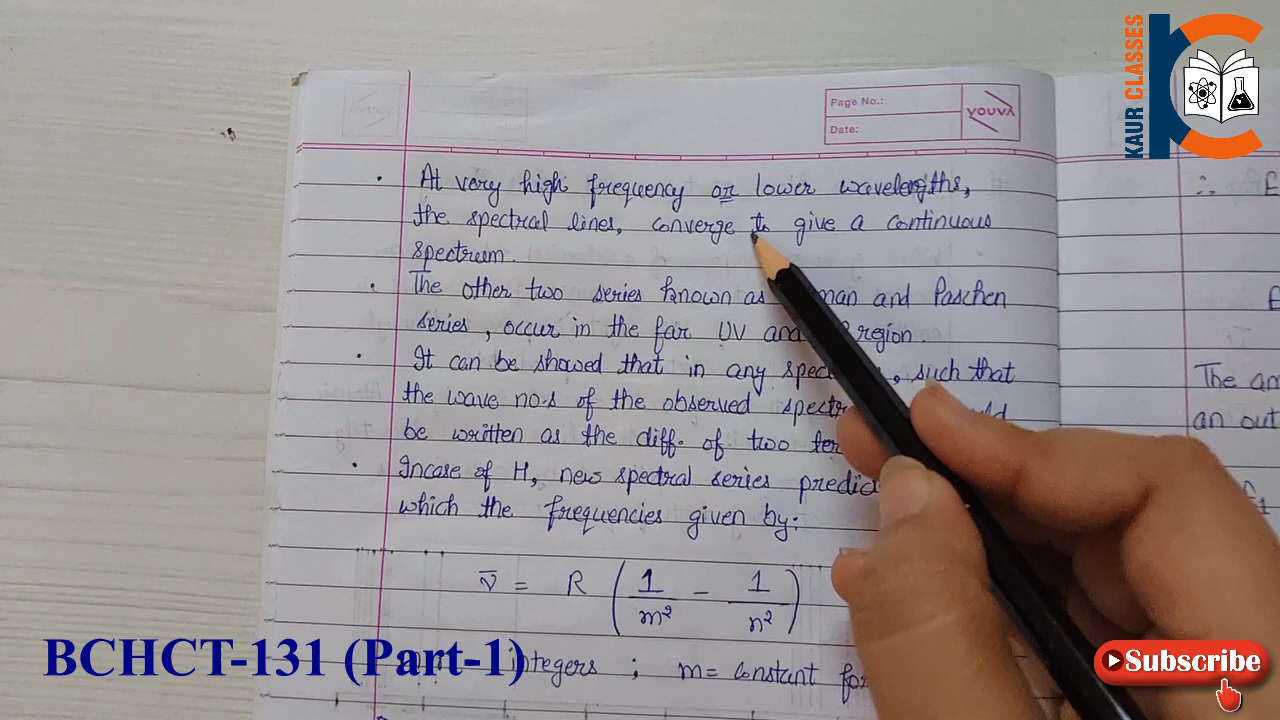 KAUR CLASSES
Page No.:
Date:
YOUVA
At very high frequency or lower wavelengths,
the spectral lines, converge to give a continuous
spectrum.
The other two series known as man and Paschen
series, occur in the far UV and region.
It can be showed that in any spec , such that
the wave no.s of the observed spectr
be written as the diff. of two ter
Incase of H, new spectral series predic
which the frequencies given by:
ν̅ = R (1/m² - 1/n²)
integers ; m = constant for
The an
an out
BCHCT-131 (Part-1)
Subscribe